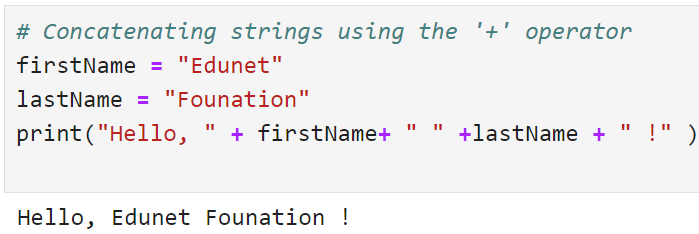 # Concatenating strings using the '+' operator
firstName = "Edunet"
lastName = "Founation"
print("Hello, " + firstName+ " " +lastName + " !" )
Hello, Edunet Founation !